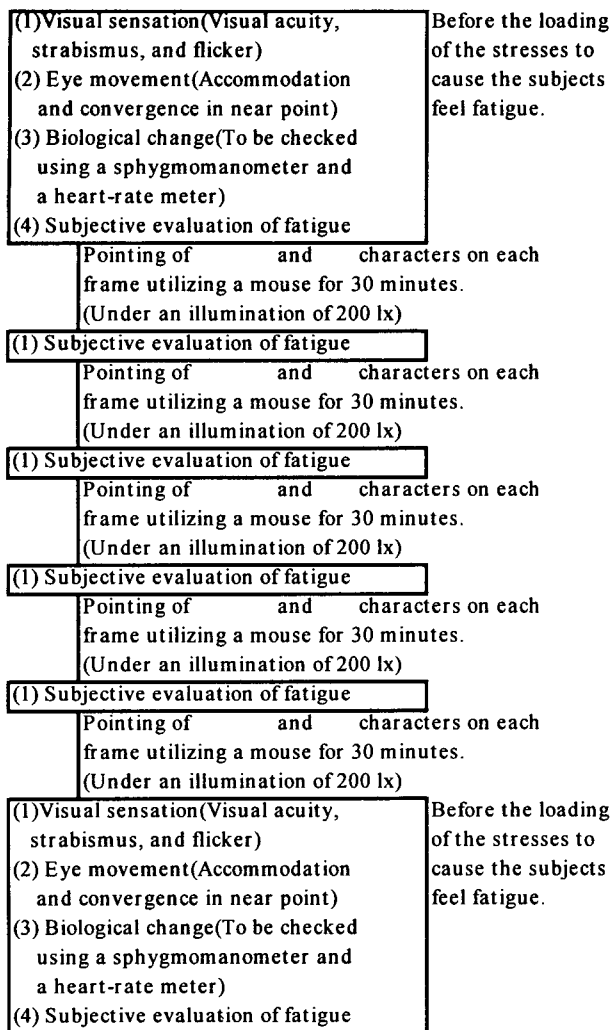 (1)Visual sensation(Visual acuity,
strabismus, and flicker)
(2) Eye movement(Accommodation
and convergence in near point)
(3) Biological change(To be checked
using a sphygmomanometer and
a heart-rate meter)
(4) Subjective evaluation of fatigue
Before the loading
of the stresses to
cause the subjects
feel fatigue.
Pointing of and characters on each
frame utilizing a mouse for 30 minutes.
(Under an illumination of 200 lx)
(1) Subjective evaluation of fatigue
Pointing of and characters on each
frame utilizing a mouse for 30 minutes.
(Under an illumination of 200 lx)
(1) Subjective evaluation of fatigue
Pointing of and characters on each
frame utilizing a mouse for 30 minutes.
(Under an illumination of 200 lx)
(1) Subjective evaluation of fatigue
Pointing of and characters on each
frame utilizing a mouse for 30 minutes.
(Under an illumination of 200 lx)
(1) Subjective evaluation of fatigue
Pointing of and characters on each
frame utilizing a mouse for 30 minutes.
(Under an illumination of 200 lx)
(1)Visual sensation(Visual acuity,
strabismus, and flicker)
(2) Eye movement(Accommodation
and convergence in near point)
(3) Biological change(To be checked
using a sphygmomanometer and
a heart-rate meter)
(4) Subjective evaluation of fatigue
Before the loading
of the stresses to
cause the subjects
feel fatigue.